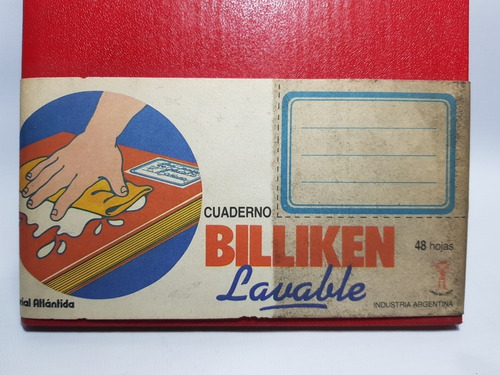 CUADERNO
BILLIKEN
Lavable
48 hojas
INDUSTRIA ARGENTINA
rial Atlántida